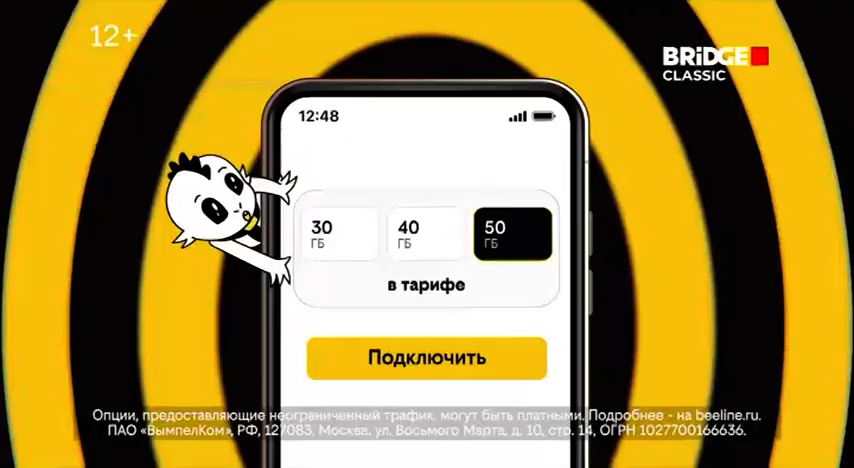 12+
BRiDGE
CLASSIC
12:48
30 40 50
ГБ ГБ ГБ
в тарифе
Подключить
Опции, предоставляющие неограниченный трафик, могут быть платными. Подробнее - на beeline.ru.
ПАО «ВымпелКом», РФ, 127083, Москва, ул. Восьмого Марта, д. 10, стр. 14, ОГРН 1027700166636.